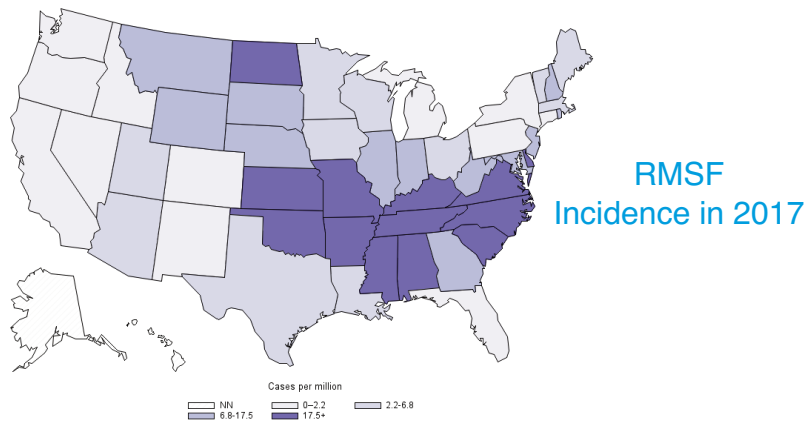 RMSF
Incidence in 2017
Cases per million
NN 0–2.2 2.2-6.8
6.8-17.5 17.5+